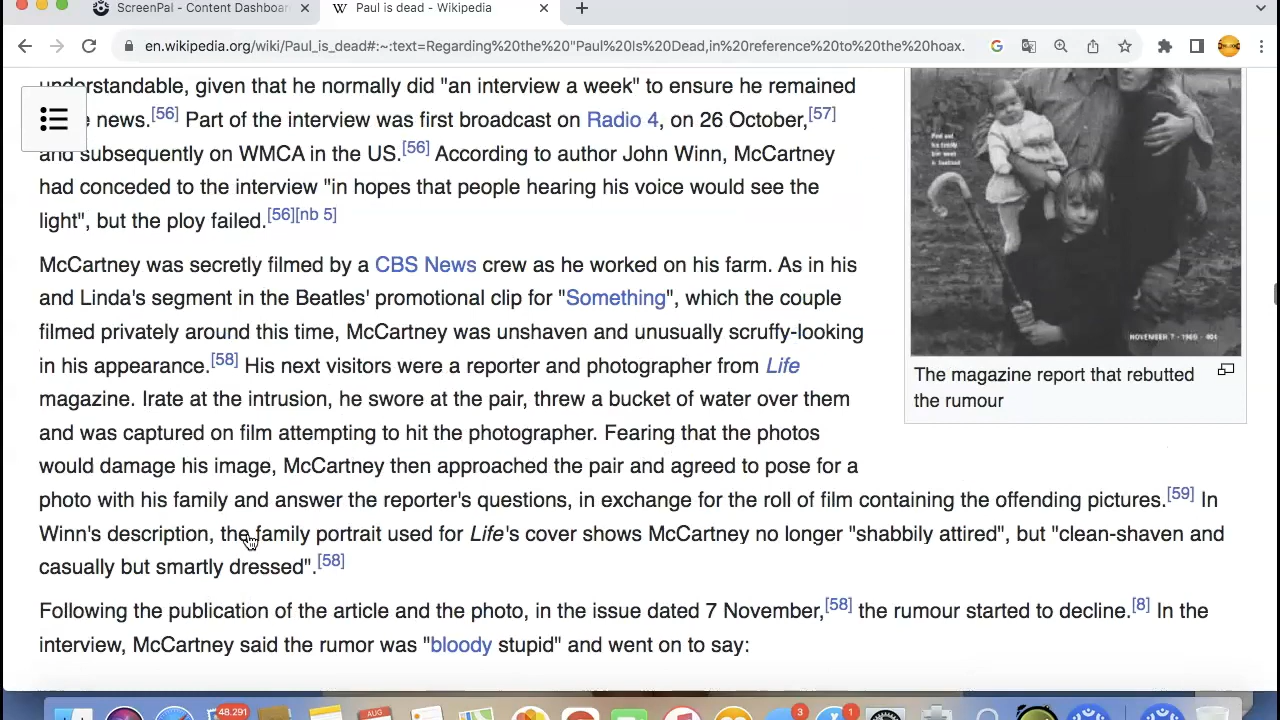 ScreenPal - Content Dashboar
Paul is dead - Wikipedia
en.wikipedia.org/wiki/Paul_is_dead#:~:text=Regarding%20the%20"Paul%20Is%20Dead,in%20reference%20to%20the%20hoax.
understandable, given that he normally did "an interview a week" to ensure he remained
news.[56] Part of the interview was first broadcast on Radio 4, on 26 October,[57]
and subsequently on WMCA in the US.[56] According to author John Winn, McCartney
had conceded to the interview "in hopes that people hearing his voice would see the
light", but the ploy failed.[56][nb 5]
McCartney was secretly filmed by a CBS News crew as he worked on his farm. As in his
and Linda's segment in the Beatles' promotional clip for "Something", which the couple
filmed privately around this time, McCartney was unshaven and unusually scruffy-looking
in his appearance.[58] His next visitors were a reporter and photographer from Life
magazine. Irate at the intrusion, he swore at the pair, threw a bucket of water over them
and was captured on film attempting to hit the photographer. Fearing that the photos
would damage his image, McCartney then approached the pair and agreed to pose for a
photo with his family and answer the reporter's questions, in exchange for the roll of film containing the offending pictures.[59] In
Winn's description, the family portrait used for Life's cover shows McCartney no longer "shabbily attired", but "clean-shaven and
casually but smartly dressed".[58]
Following the publication of the article and the photo, in the issue dated 7 November,[58] the rumour started to decline.[8] In the
interview, McCartney said the rumor was "bloody stupid" and went on to say:
NOVEMBER 7 · 1969 · 40¢
The magazine report that rebutted
the rumour
48.291
AUG
3
1